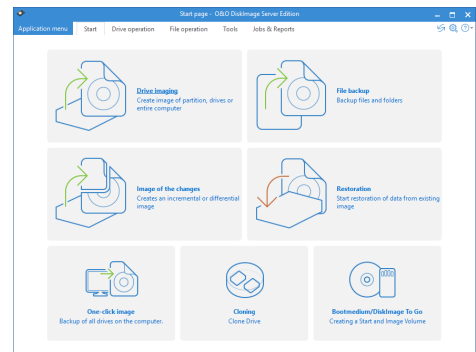 Start page - O&O DiskImage Server Edition
Application menu Start Drive operation File operation Tools Jobs & Reports
Drive imaging
Create image of partition, drives or
entire computer
File backup
Backup files and folders
Image of the changes
Creates an incremental or differential
image
Restoration
Start restoration of data from existing
image
One-click image
Backup of all drives on the computer.
Cloning
Clone Drive
Bootmedium/DiskImage To Go
Creating a Start and Image Volume